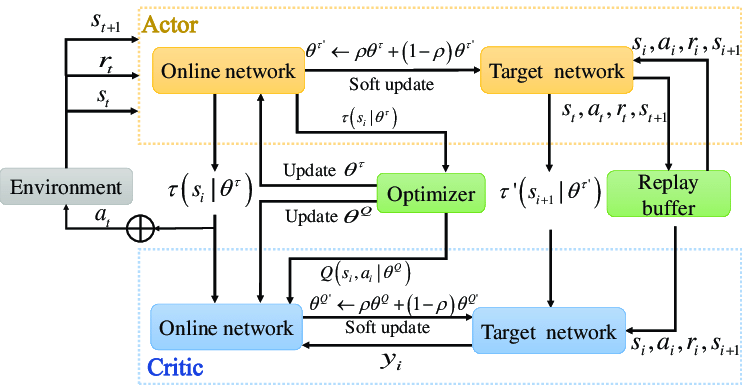 Actor
s_{t+1}
r_t
s_t
Online network
θ^{τ'} ← ρθ^τ + (1−ρ)θ^{τ'}
Soft update
Target network
s_i, a_i, r_i, s_{i+1}
s_t, a_t, r_t, s_{t+1}
τ(s_i | θ^τ)
Environment
a_t
τ(s_i | θ^τ)
Update θ^τ
Update θ^Q
Optimizer
τ'(s_{i+1} | θ^{τ'})
Replay
buffer
Q(s_i, a_i | θ^Q)
Online network
θ^{Q'} ← ρθ^Q + (1−ρ)θ^{Q'}
Soft update
Target network
y_i
s_i, a_i, r_i, s_{i+1}
Critic